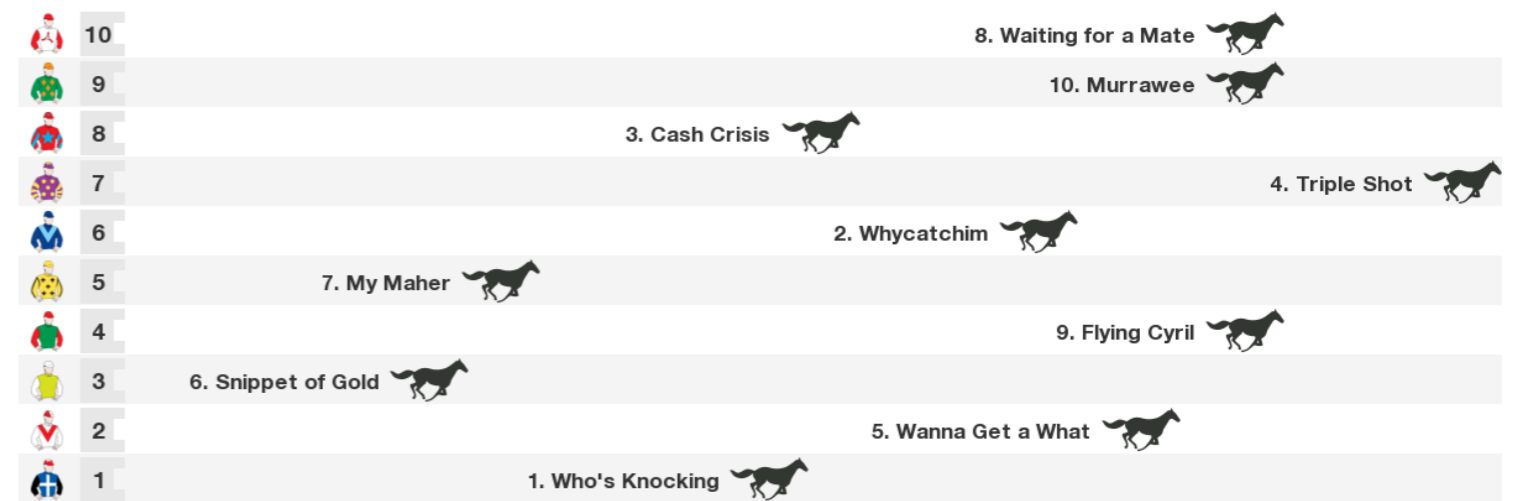 10 8. Waiting for a Mate
9 10. Murrawee
8 3. Cash Crisis
7 4. Triple Shot
6 2. Whycatchim
5 7. My Maher
4 9. Flying Cyril
3 6. Snippet of Gold
2 5. Wanna Get a What
1 1. Who's Knocking